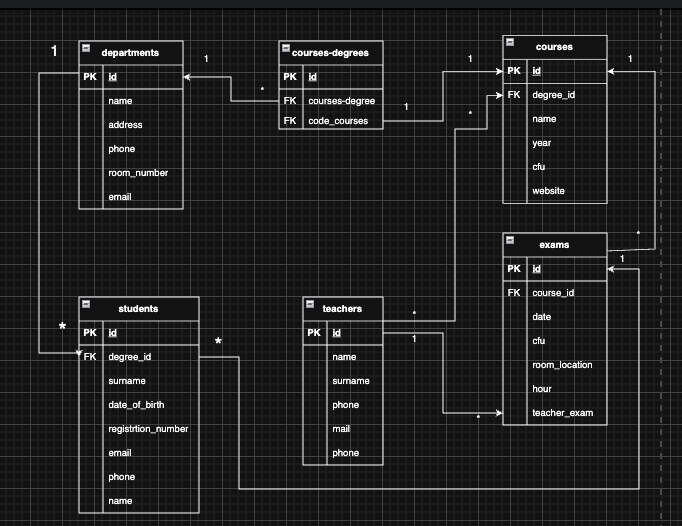 1
departments
PK id
name
address
phone
room_number
email
1
*
courses-degrees
PK id
FK courses-degree
FK code_courses
1
1
*
courses
PK id
FK degree_id
name
year
cfu
website
1
*
exams
PK id
FK course_id
date
cfu
room_location
hour
teacher_exam
1
*
students
PK id
FK degree_id
surname
date_of_birth
registrtion_number
email
phone
name
*
teachers
PK id
name
surname
phone
mail
phone
*
1
*